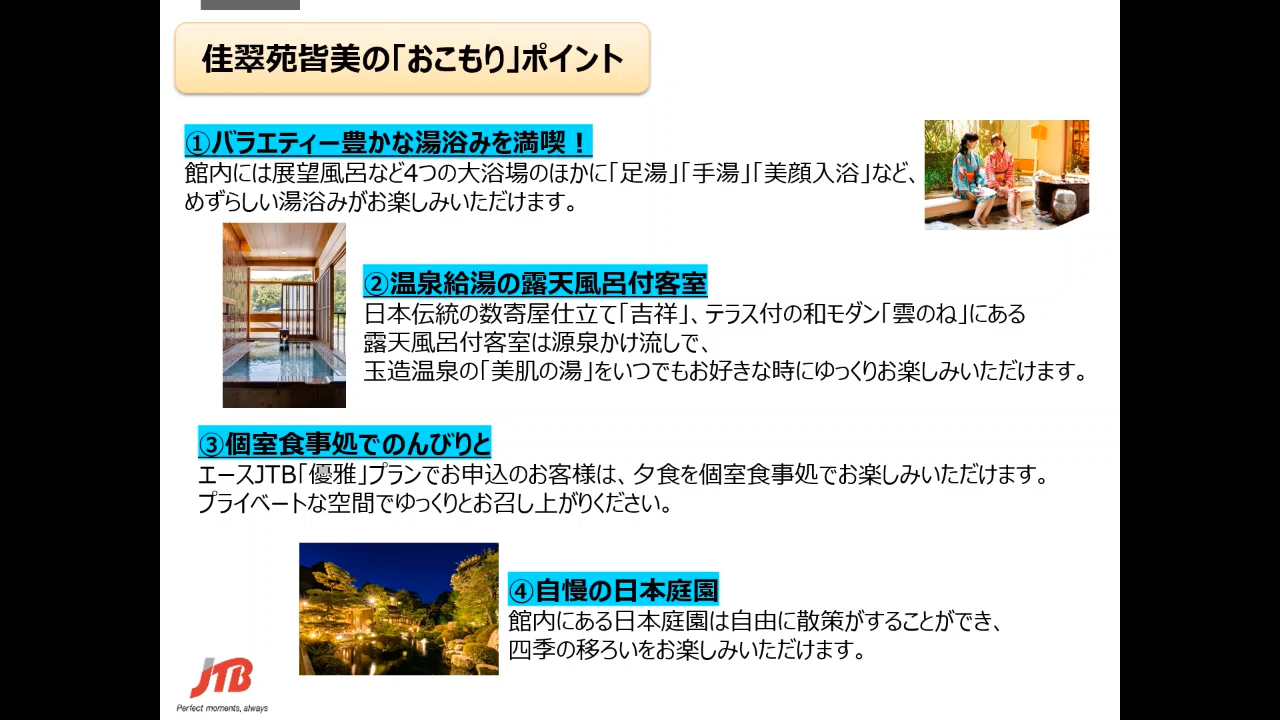 佳翠苑皆美の「おこもり」ポイント
①バラエティー豊かな湯浴みを満喫！
館内には展望風呂など4つの大浴場のほかに「足湯」「手湯」「美顔入浴」など、
めずらしい湯浴みがお楽しみいただけます。
②温泉給湯の露天風呂付客室
日本伝統の数寄屋仕立て「吉祥」、テラス付の和モダン「雲のね」にある
露天風呂付客室は源泉かけ流しで、
玉造温泉の「美肌の湯」をいつでもお好きな時にゆっくりお楽しみいただけます。
③個室食事処でのんびりと
エースJTB「優雅」プランでお申込のお客様は、夕食を個室食事処でお楽しみいただけます。
プライベートな空間でゆっくりとお召し上がりください。
④自慢の日本庭園
館内にある日本庭園は自由に散策がすることができ、
四季の移ろいをお楽しみいただけます。
JTB
Perfect moments, always